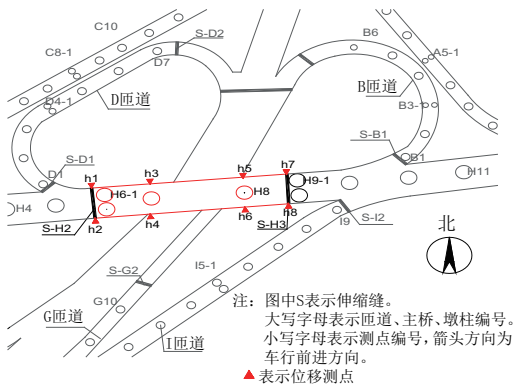 C10
S-D2
B6
C8-1
D7
A5-1
D匝道
B匝道
D4-1
B3-1
S-D1
S-B1
B1
D1
h1
h3
h5
h7
H11
H6-1
H8
H9-1
H4
h2
h4
h6
h8
I9
S-I2
S-H2
S-H3
北
S-G2
I5-1
G10
G匝道
I匝道
注：图中S表示伸缩缝。
大写字母表示匝道、主桥、墩柱编号。
小写字母表示测点编号，箭头方向为
车行前进方向。
表示位移测点